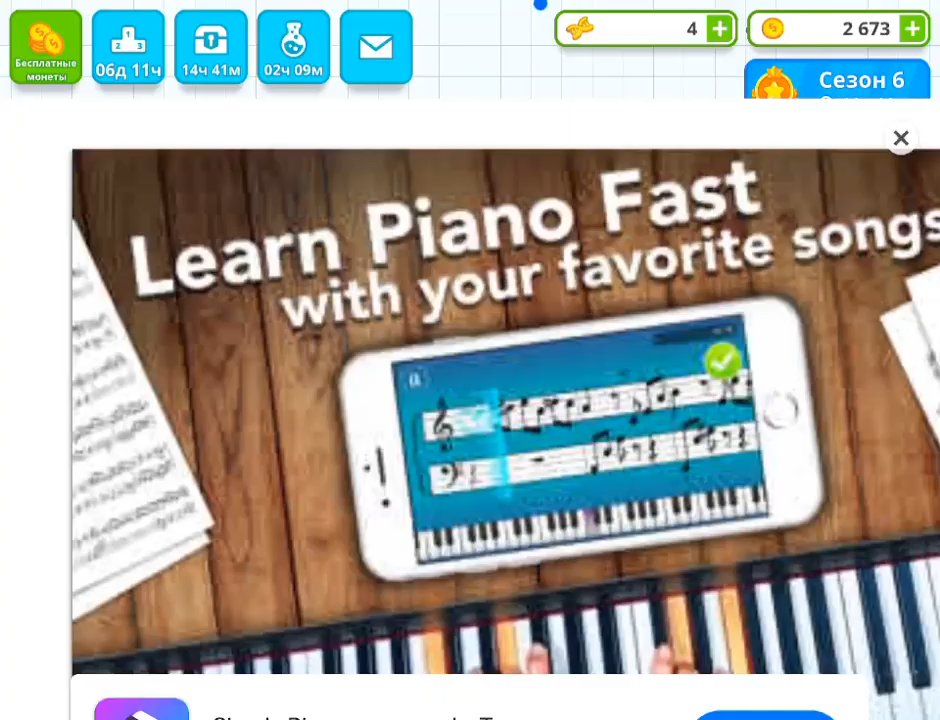 Бесплатные
монеты
06д 11ч
14ч 41м
02ч 09м
4
2 673
Сезон 6
Learn Piano Fast
with your favorite songs